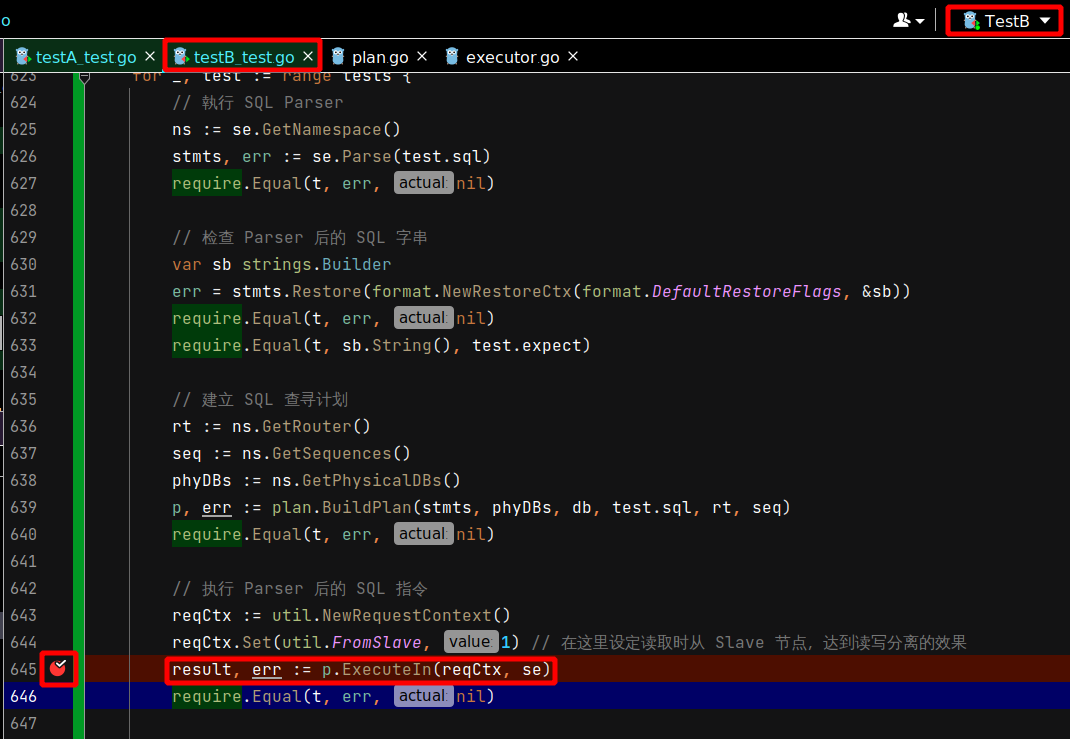 o
TestB
testA_test.go
testB_test.go
plan.go
executor.go
623 for _, test := range tests {
624 // 執行 SQL Parser
625 ns := se.GetNamespace()
626 stmts, err := se.Parse(test.sql)
627 require.Equal(t, err, actual: nil)
628
629 // 检查 Parser 后的 SQL 字串
630 var sb strings.Builder
631 err = stmts.Restore(format.NewRestoreCtx(format.DefaultRestoreFlags, &sb))
632 require.Equal(t, err, actual: nil)
633 require.Equal(t, sb.String(), test.expect)
634
635 // 建立 SQL 查寻计划
636 rt := ns.GetRouter()
637 seq := ns.GetSequences()
638 phyDBs := ns.GetPhysicalDBs()
639 p, err := plan.BuildPlan(stmts, phyDBs, db, test.sql, rt, seq)
640 require.Equal(t, err, actual: nil)
641
642 // 执行 Parser 后的 SQL 指令
643 reqCtx := util.NewRequestContext()
644 reqCtx.Set(util.FromSlave, value: 1) // 在这里设定读取时从 Slave 节点, 达到读写分离的效果
645 result, err := p.ExecuteIn(reqCtx, se)
646 require.Equal(t, err, actual: nil)
647